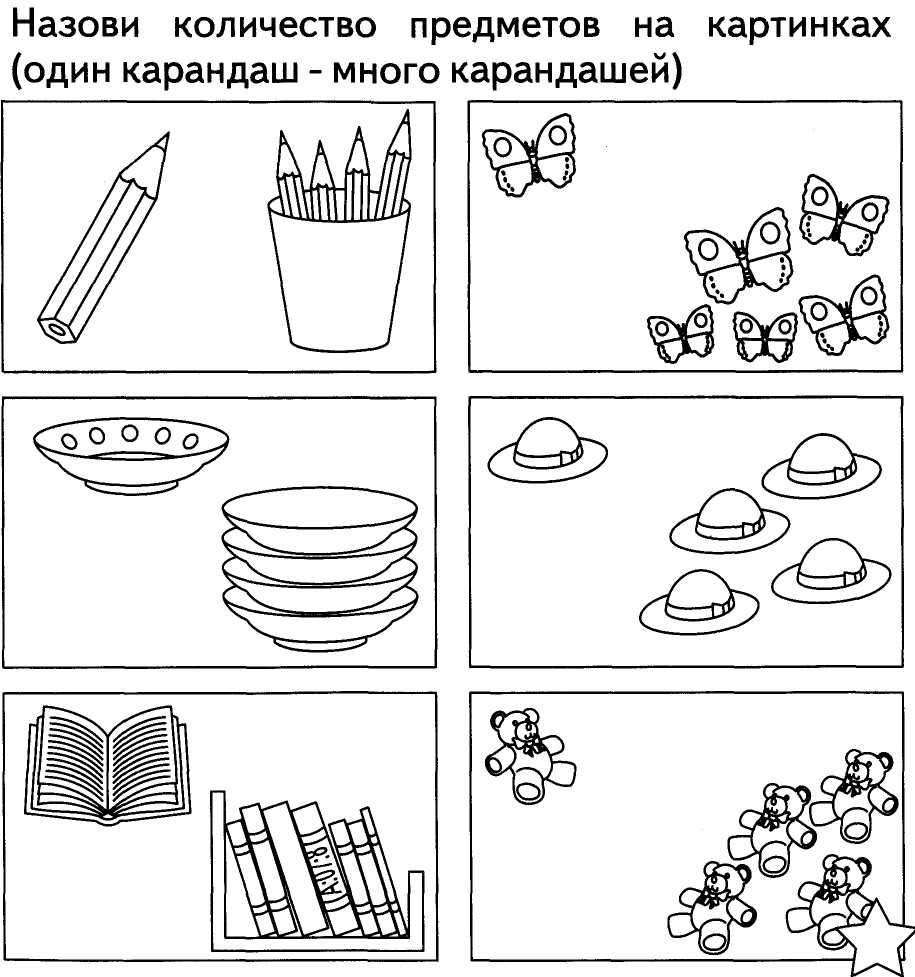 Назови количество предметов на картинках
(один карандаш - много карандашей)